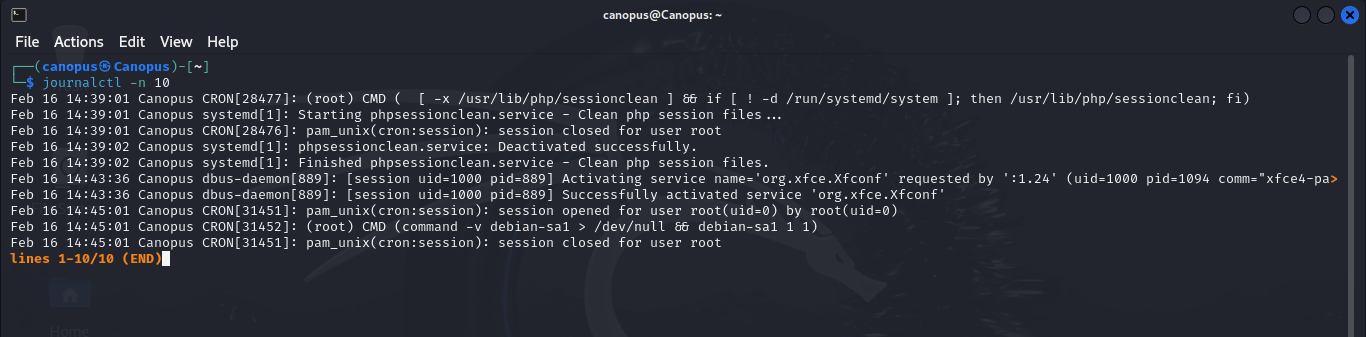 canopus@Canopus: ~
File Actions Edit View Help
┌──(canopus㉿Canopus)-[~]
└─$ journalctl -n 10
Feb 16 14:39:01 Canopus CRON[28477]: (root) CMD (  [ -x /usr/lib/php/sessionclean ] && if [ ! -d /run/systemd/system ]; then /usr/lib/php/sessionclean; fi)
Feb 16 14:39:01 Canopus systemd[1]: Starting phpsessionclean.service - Clean php session files...
Feb 16 14:39:01 Canopus CRON[28476]: pam_unix(cron:session): session closed for user root
Feb 16 14:39:02 Canopus systemd[1]: phpsessionclean.service: Deactivated successfully.
Feb 16 14:39:02 Canopus systemd[1]: Finished phpsessionclean.service - Clean php session files.
Feb 16 14:43:36 Canopus dbus-daemon[889]: [session uid=1000 pid=889] Activating service name='org.xfce.Xfconf' requested by ':1.24' (uid=1000 pid=1094 comm="xfce4-pa>
Feb 16 14:43:36 Canopus dbus-daemon[889]: [session uid=1000 pid=889] Successfully activated service 'org.xfce.Xfconf'
Feb 16 14:45:01 Canopus CRON[31451]: pam_unix(cron:session): session opened for user root(uid=0) by root(uid=0)
Feb 16 14:45:01 Canopus CRON[31452]: (root) CMD (command -v debian-sa1 > /dev/null && debian-sa1 1 1)
Feb 16 14:45:01 Canopus CRON[31451]: pam_unix(cron:session): session closed for user root
lines 1-10/10 (END)
Home